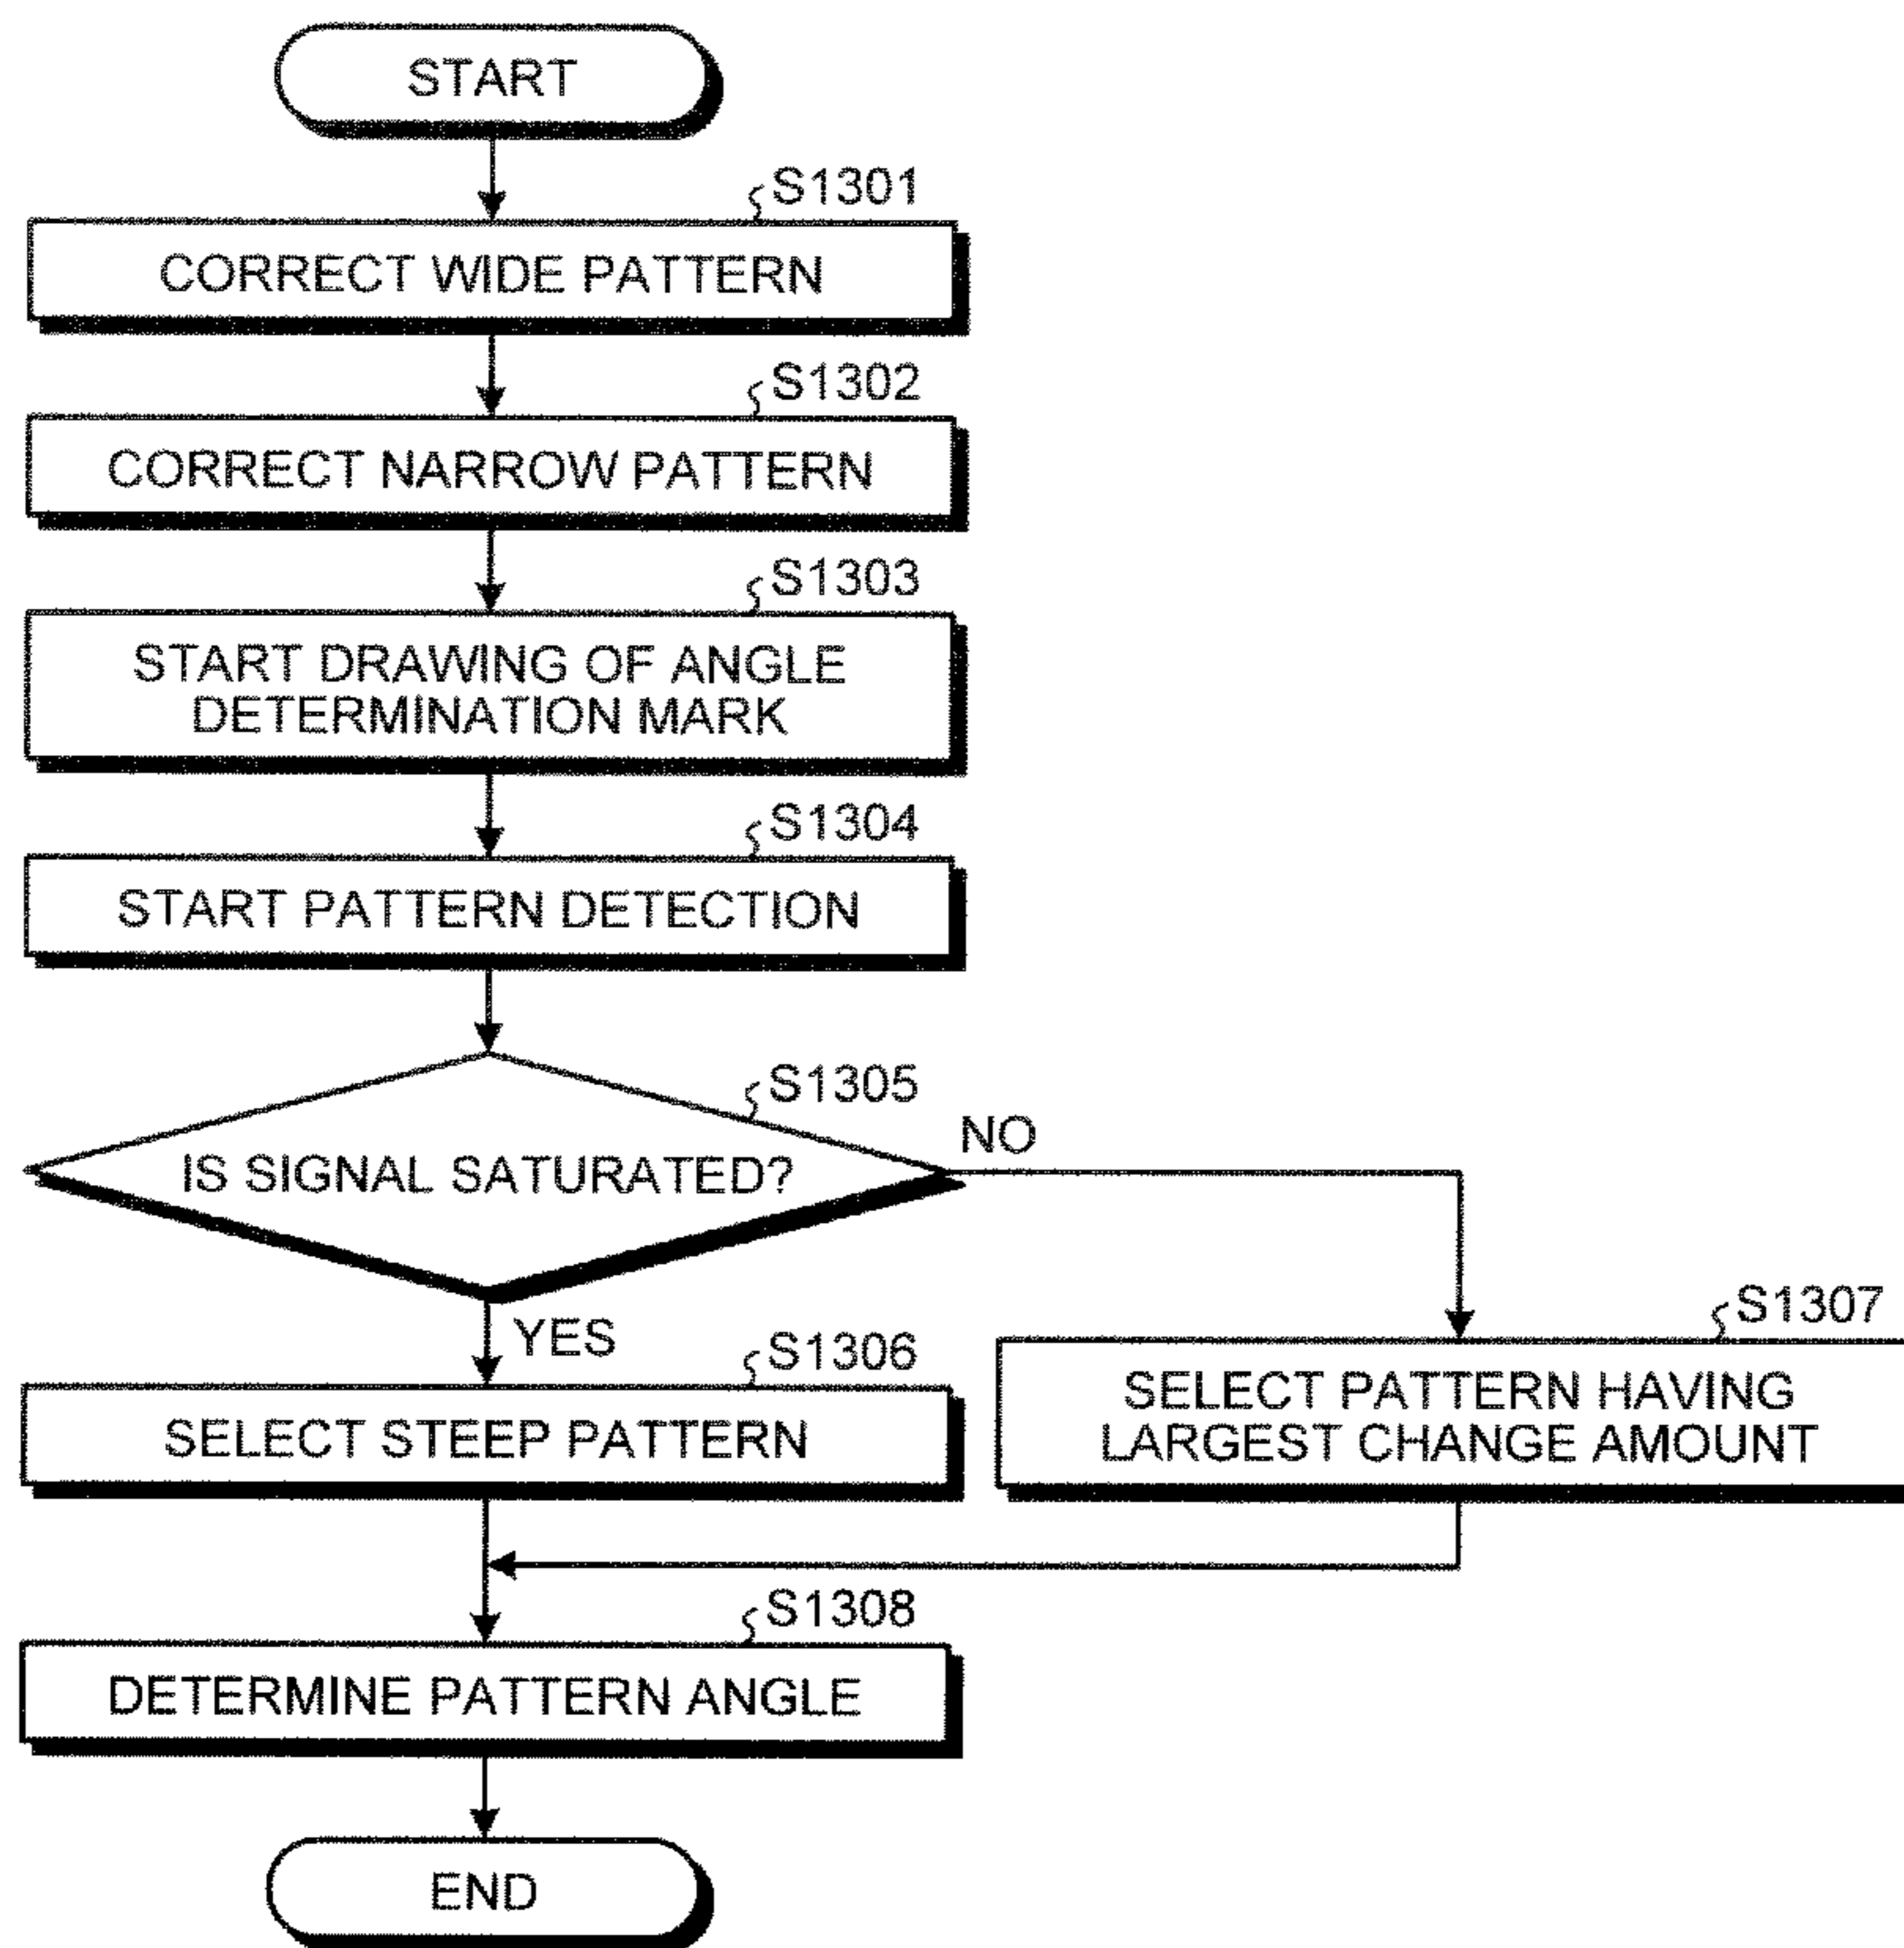 START
S1301
CORRECT WIDE PATTERN
S1302
CORRECT NARROW PATTERN
S1303
START DRAWING OF ANGLE
DETERMINATION MARK
S1304
START PATTERN DETECTION
S1305
IS SIGNAL SATURATED?
NO
YES
S1306
SELECT STEEP PATTERN
S1307
SELECT PATTERN HAVING
LARGEST CHANGE AMOUNT
S1308
DETERMINE PATTERN ANGLE
END